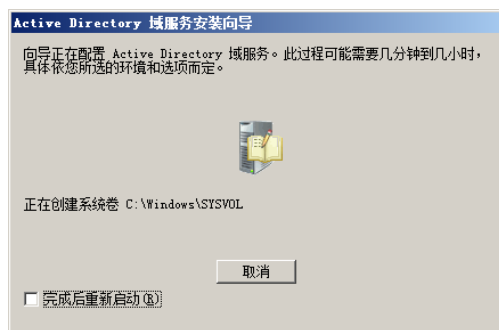 Active Directory 域服务安装向导
向导正在配置 Active Directory 域服务。此过程可能需要几分钟到几小时，
具体依您所选的环境和选项而定。
正在创建系统卷 C:\Windows\SYSVOL
取消
完成后重新启动(R)